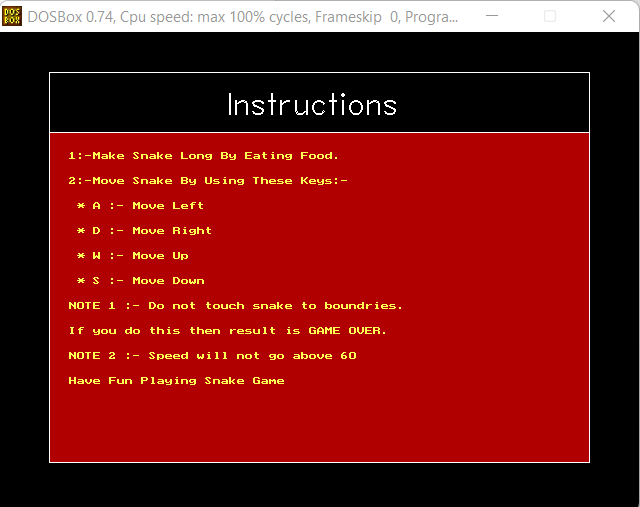 DOS
BOX
DOSBox 0.74, Cpu speed: max 100% cycles, Frameskip 0, Progra...
Instructions
1:-Make Snake Long By Eating Food.
2:-Move Snake By Using These Keys:-
* A :- Move Left
* D :- Move Right
* W :- Move Up
* S :- Move Down
NOTE 1 :- Do not touch snake to boundries.
If you do this then result is GAME OVER.
NOTE 2 :- Speed will not go above 60
Have Fun Playing Snake Game